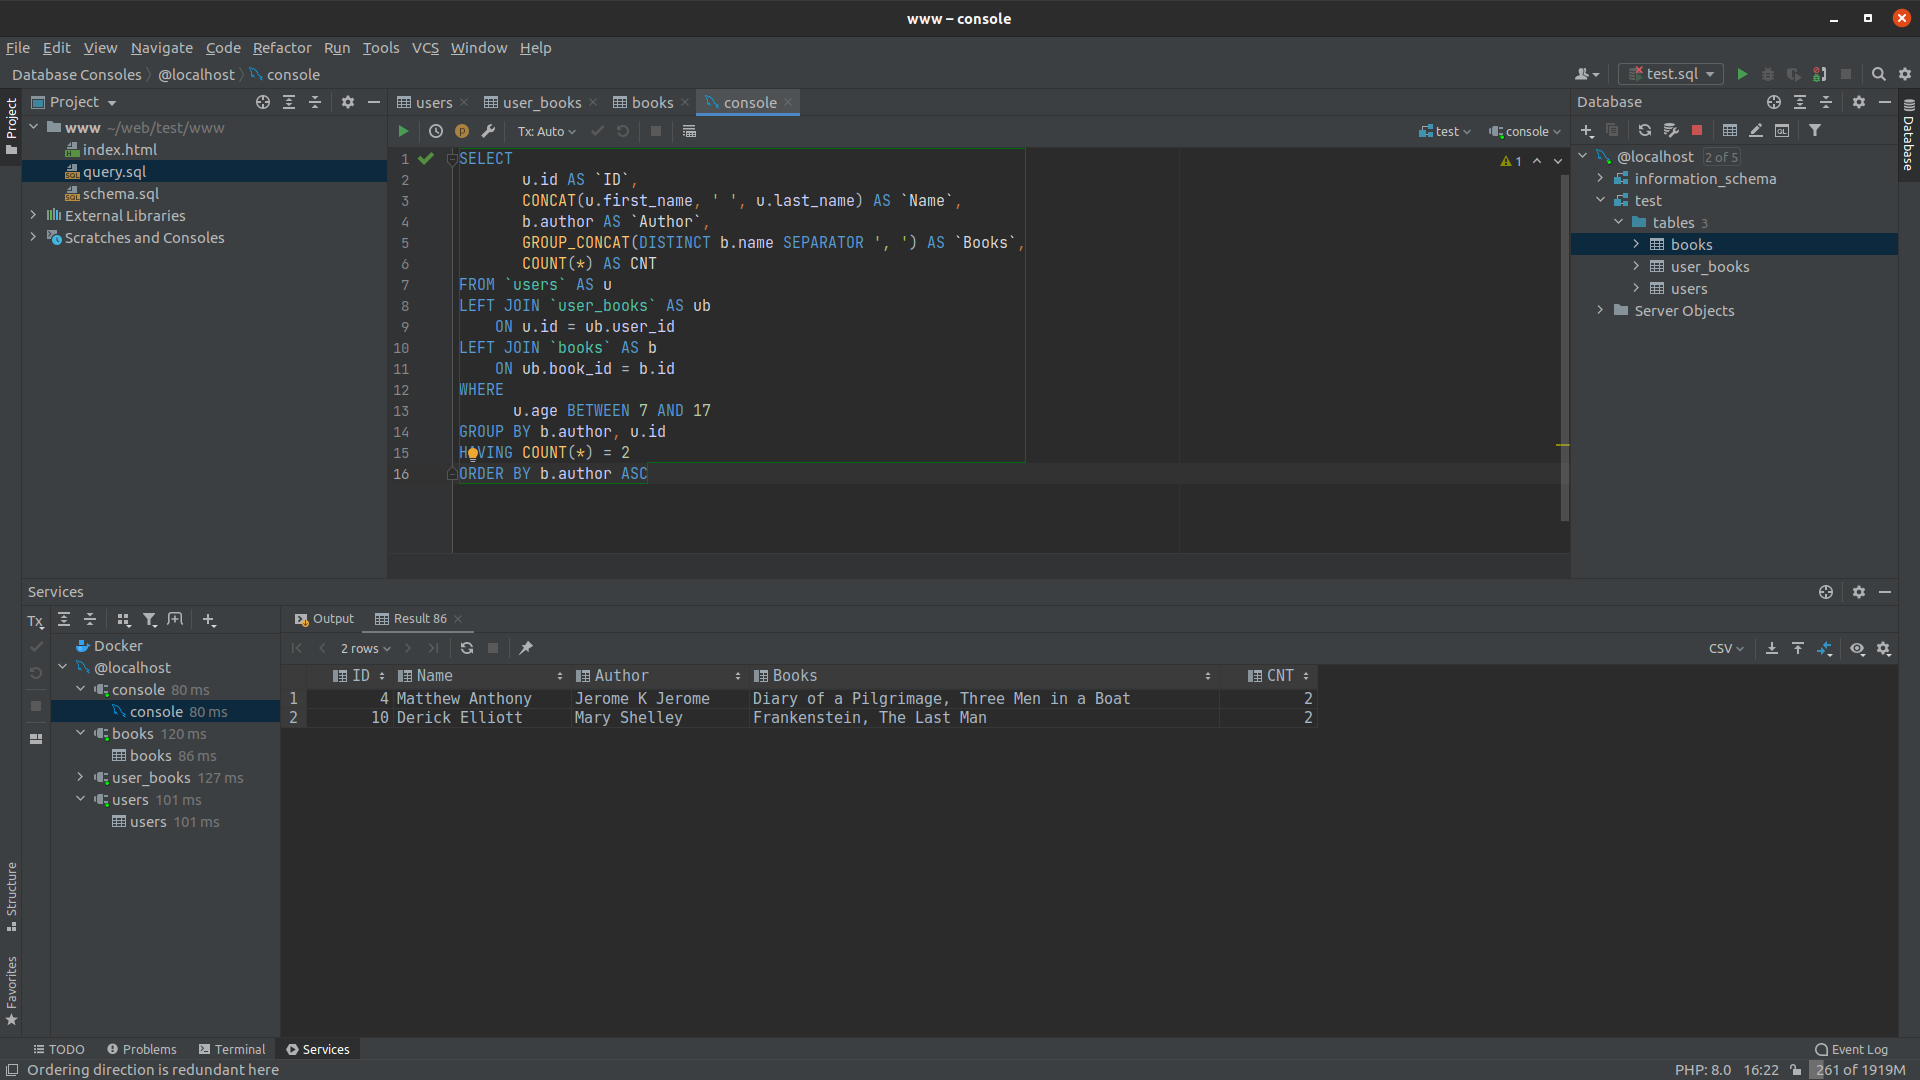 www – console
File Edit View Navigate Code Refactor Run Tools VCS Window Help
Database Consoles @localhost console
test.sql
Project
www ~/web/test/www
index.html
query.sql
schema.sql
External Libraries
Scratches and Consoles
users user_books books console
Tx: Auto
test console
1 SELECT
2 u.id AS `ID`,
3 CONCAT(u.first_name, ' ', u.last_name) AS `Name`,
4 b.author AS `Author`,
5 GROUP_CONCAT(DISTINCT b.name SEPARATOR ', ') AS `Books`,
6 COUNT(*) AS CNT
7 FROM `users` AS u
8 LEFT JOIN `user_books` AS ub
9 ON u.id = ub.user_id
10 LEFT JOIN `books` AS b
11 ON ub.book_id = b.id
12 WHERE
13 u.age BETWEEN 7 AND 17
14 GROUP BY b.author, u.id
15 HAVING COUNT(*) = 2
16 ORDER BY b.author ASC
1
Database
@localhost 2 of 5
information_schema
test
tables 3
books
user_books
users
Server Objects
Project
Structure
Favorites
Database
Services
Tx
Docker
@localhost
console 80 ms
console 80 ms
books 120 ms
books 86 ms
user_books 127 ms
users 101 ms
users 101 ms
Output Result 86
2 rows
CSV
ID Name Author Books CNT
1 4 Matthew Anthony Jerome K Jerome Diary of a Pilgrimage, Three Men in a Boat 2
2 10 Derick Elliott Mary Shelley Frankenstein, The Last Man 2
TODO Problems Terminal Services
Event Log
Ordering direction is redundant here
PHP: 8.0 16:22 261 of 1919M